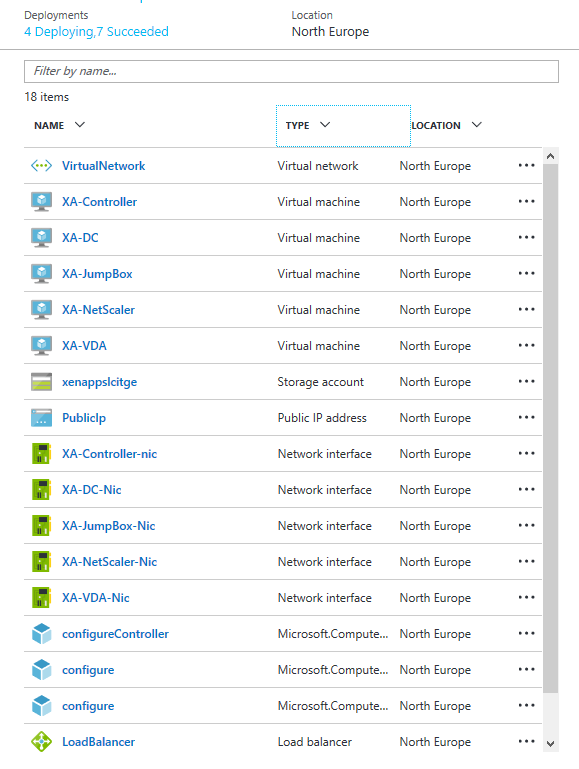 Deployments Location
4 Deploying,7 Succeeded North Europe
Filter by name...
18 items
NAME TYPE LOCATION
VirtualNetwork Virtual network North Europe ...
XA-Controller Virtual machine North Europe ...
XA-DC Virtual machine North Europe ...
XA-JumpBox Virtual machine North Europe ...
XA-NetScaler Virtual machine North Europe ...
XA-VDA Virtual machine North Europe ...
xenappslcitge Storage account North Europe ...
PublicIp Public IP address North Europe ...
XA-Controller-nic Network interface North Europe ...
XA-DC-Nic Network interface North Europe ...
XA-JumpBox-Nic Network interface North Europe ...
XA-NetScaler-Nic Network interface North Europe ...
XA-VDA-Nic Network interface North Europe ...
configureController Microsoft.Compute... North Europe ...
configure Microsoft.Compute... North Europe ...
configure Microsoft.Compute... North Europe ...
LoadBalancer Load balancer North Europe ...